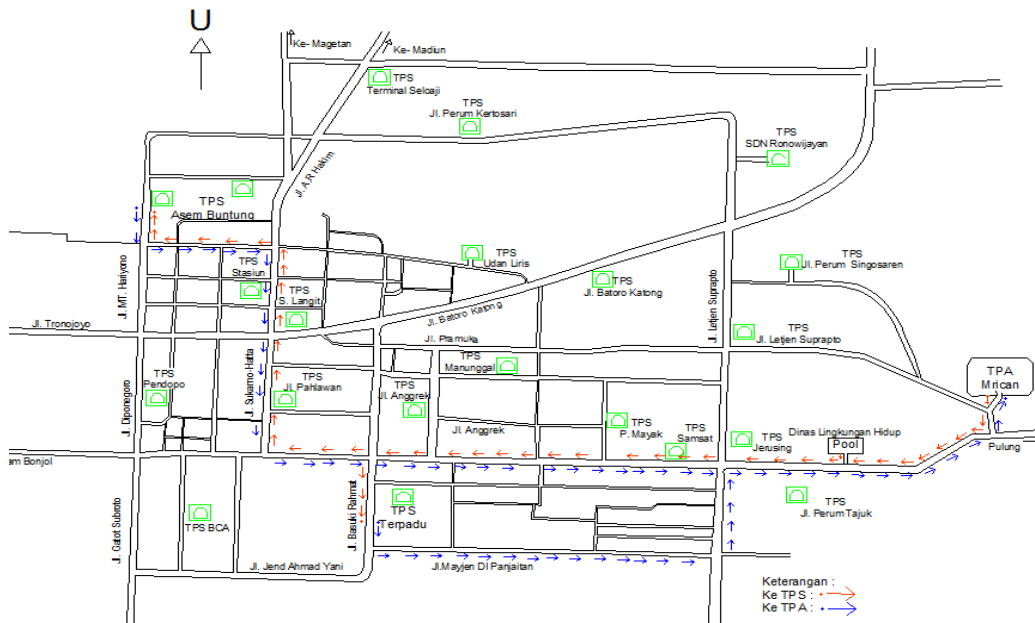 U
Ke- Magetan
Ke- Madiun
TPS
Terminal Seloaji
TPS
Jl. Perum Kertosari
TPS
SDN Ronowijayan
Jl. A.R Hakim
TPS
Asem Buntung
TPS
Stasiun
TPS
Udan Liris
TPS
Jl. Perum Singosaren
TPS
Jl. Batoro Katong
TPS
S. Langit
Jl. MT. Hariyono
Jl. Letjen Suprapto
Jl. Batoro Katong
Jl. Tronojoyo
Jl. Pramuka
TPS
Jl. Letjen Suprapto
TPS
Manunggal
TPA
Mrican
TPS
Pendopo
TPS
Jl. Pahlawan
TPS
Jl. Anggrek
Jl. Sukarno-Hatta
Jl. Diponegoro
Jl. Anggrek
TPS
P. Mayak
TPS
Samsat
TPS
Jerusing
Dinas Lingkungan Hidup
Pool
Pulung
am Bonjol
TPS BCA
TPS
Terpadu
TPS
Jl. Perum Tajuk
Jl. Gatot Subroto
Jl. Basuki Rahmat
Jl. Jend Ahmad Yani
Jl.Mayjen DI Panjaitan
Keterangan :
Ke TPS :
Ke TPA :